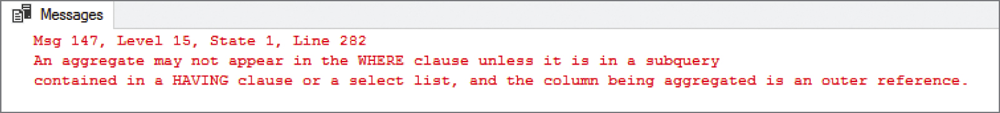 Messages
Msg 147, Level 15, State 1, Line 282
An aggregate may not appear in the WHERE clause unless it is in a subquery
contained in a HAVING clause or a select list, and the column being aggregated is an outer reference.